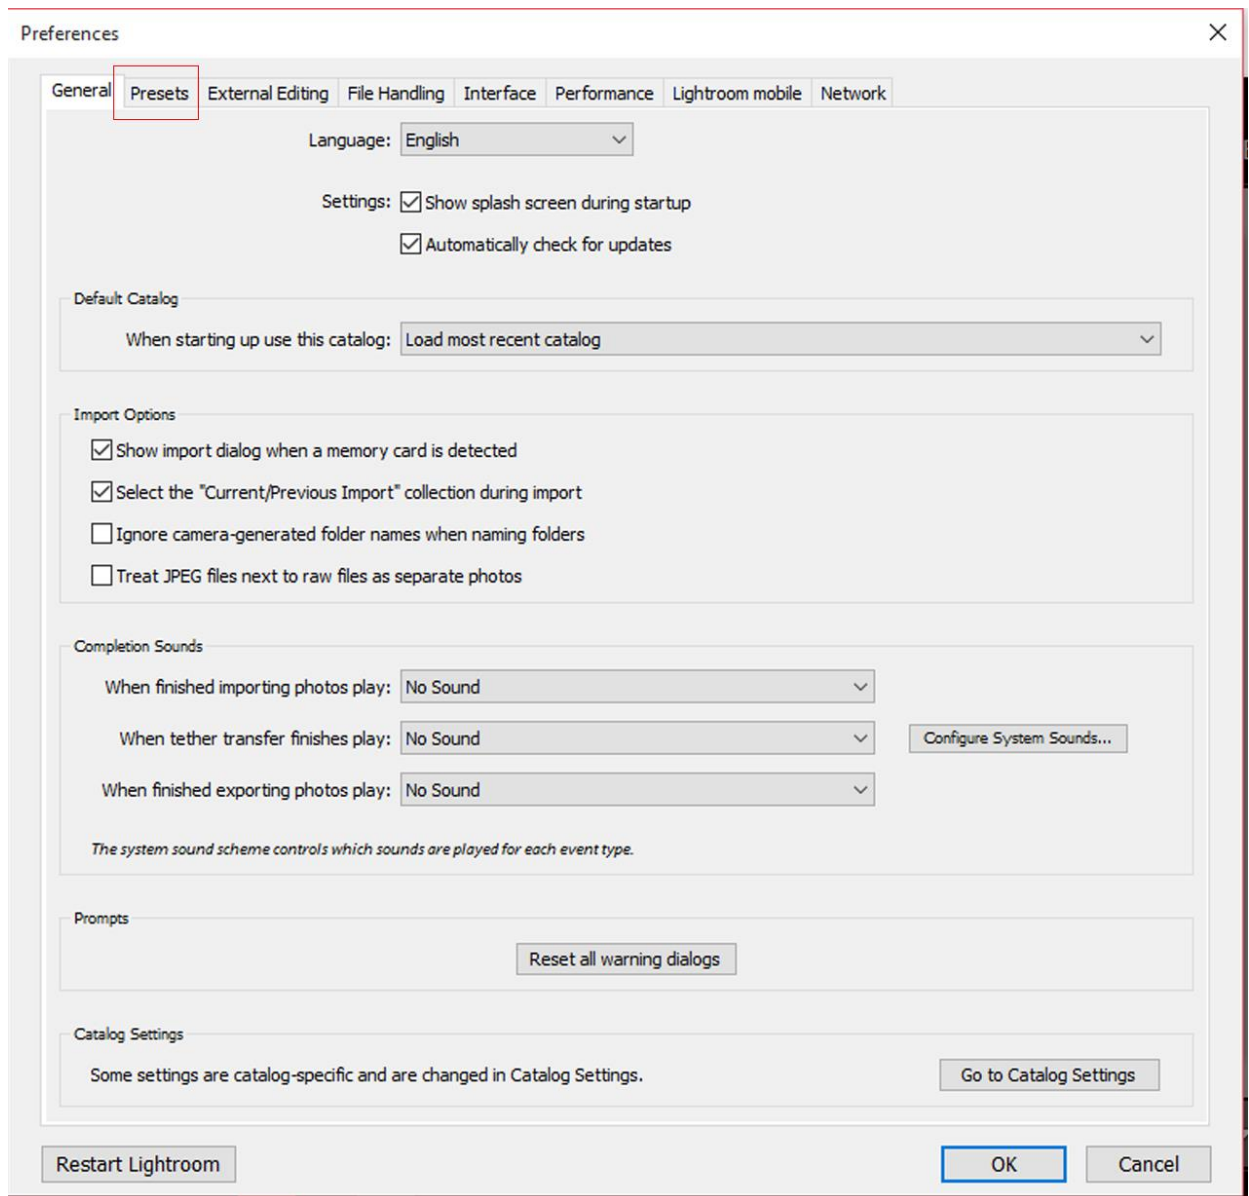 Preferences
General Presets External Editing File Handling Interface Performance Lightroom mobile Network
Language: English
Settings: Show splash screen during startup
Automatically check for updates
Default Catalog
When starting up use this catalog: Load most recent catalog
Import Options
Show import dialog when a memory card is detected
Select the "Current/Previous Import" collection during import
Ignore camera-generated folder names when naming folders
Treat JPEG files next to raw files as separate photos
Completion Sounds
When finished importing photos play: No Sound
When tether transfer finishes play: No Sound Configure System Sounds...
When finished exporting photos play: No Sound
The system sound scheme controls which sounds are played for each event type.
Prompts
Reset all warning dialogs
Catalog Settings
Some settings are catalog-specific and are changed in Catalog Settings. Go to Catalog Settings
Restart Lightroom OK Cancel